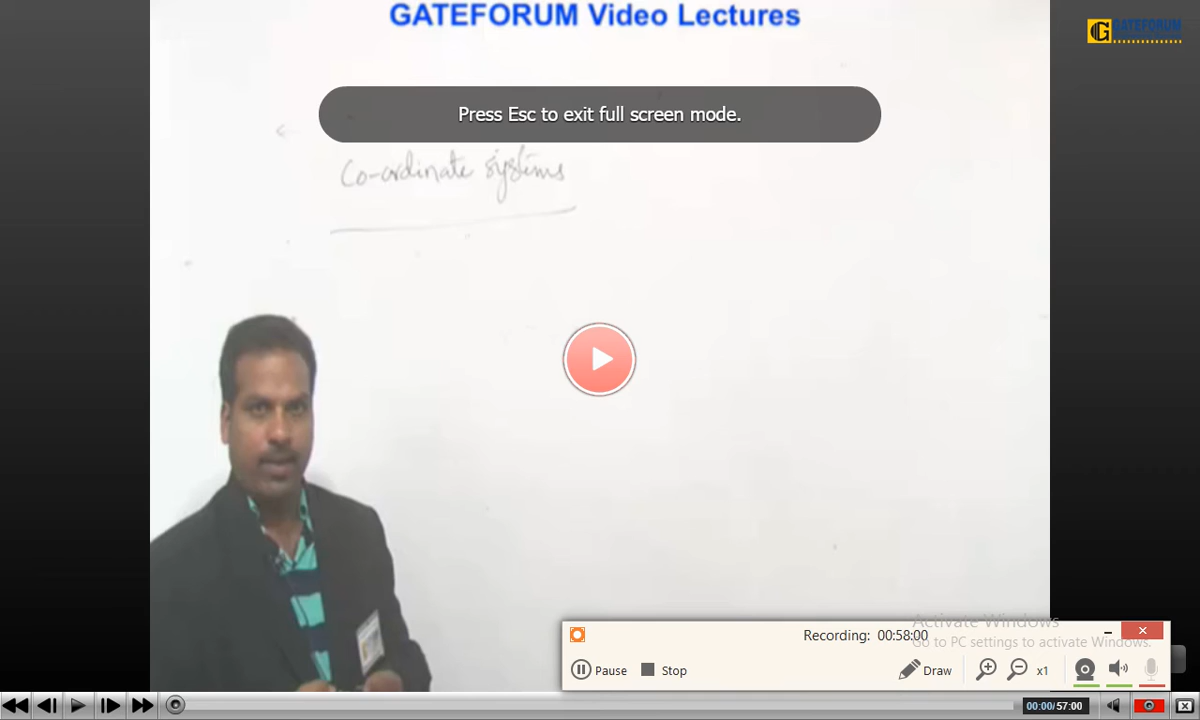 GATEFORUM Video Lectures
GATEFORUM
Press Esc to exit full screen mode.
Co-ordinate systems
Activate Windows
Recording: 00:58:00
Go to PC settings to activate Windows.
Pause Stop Draw x1
00:00/57:00